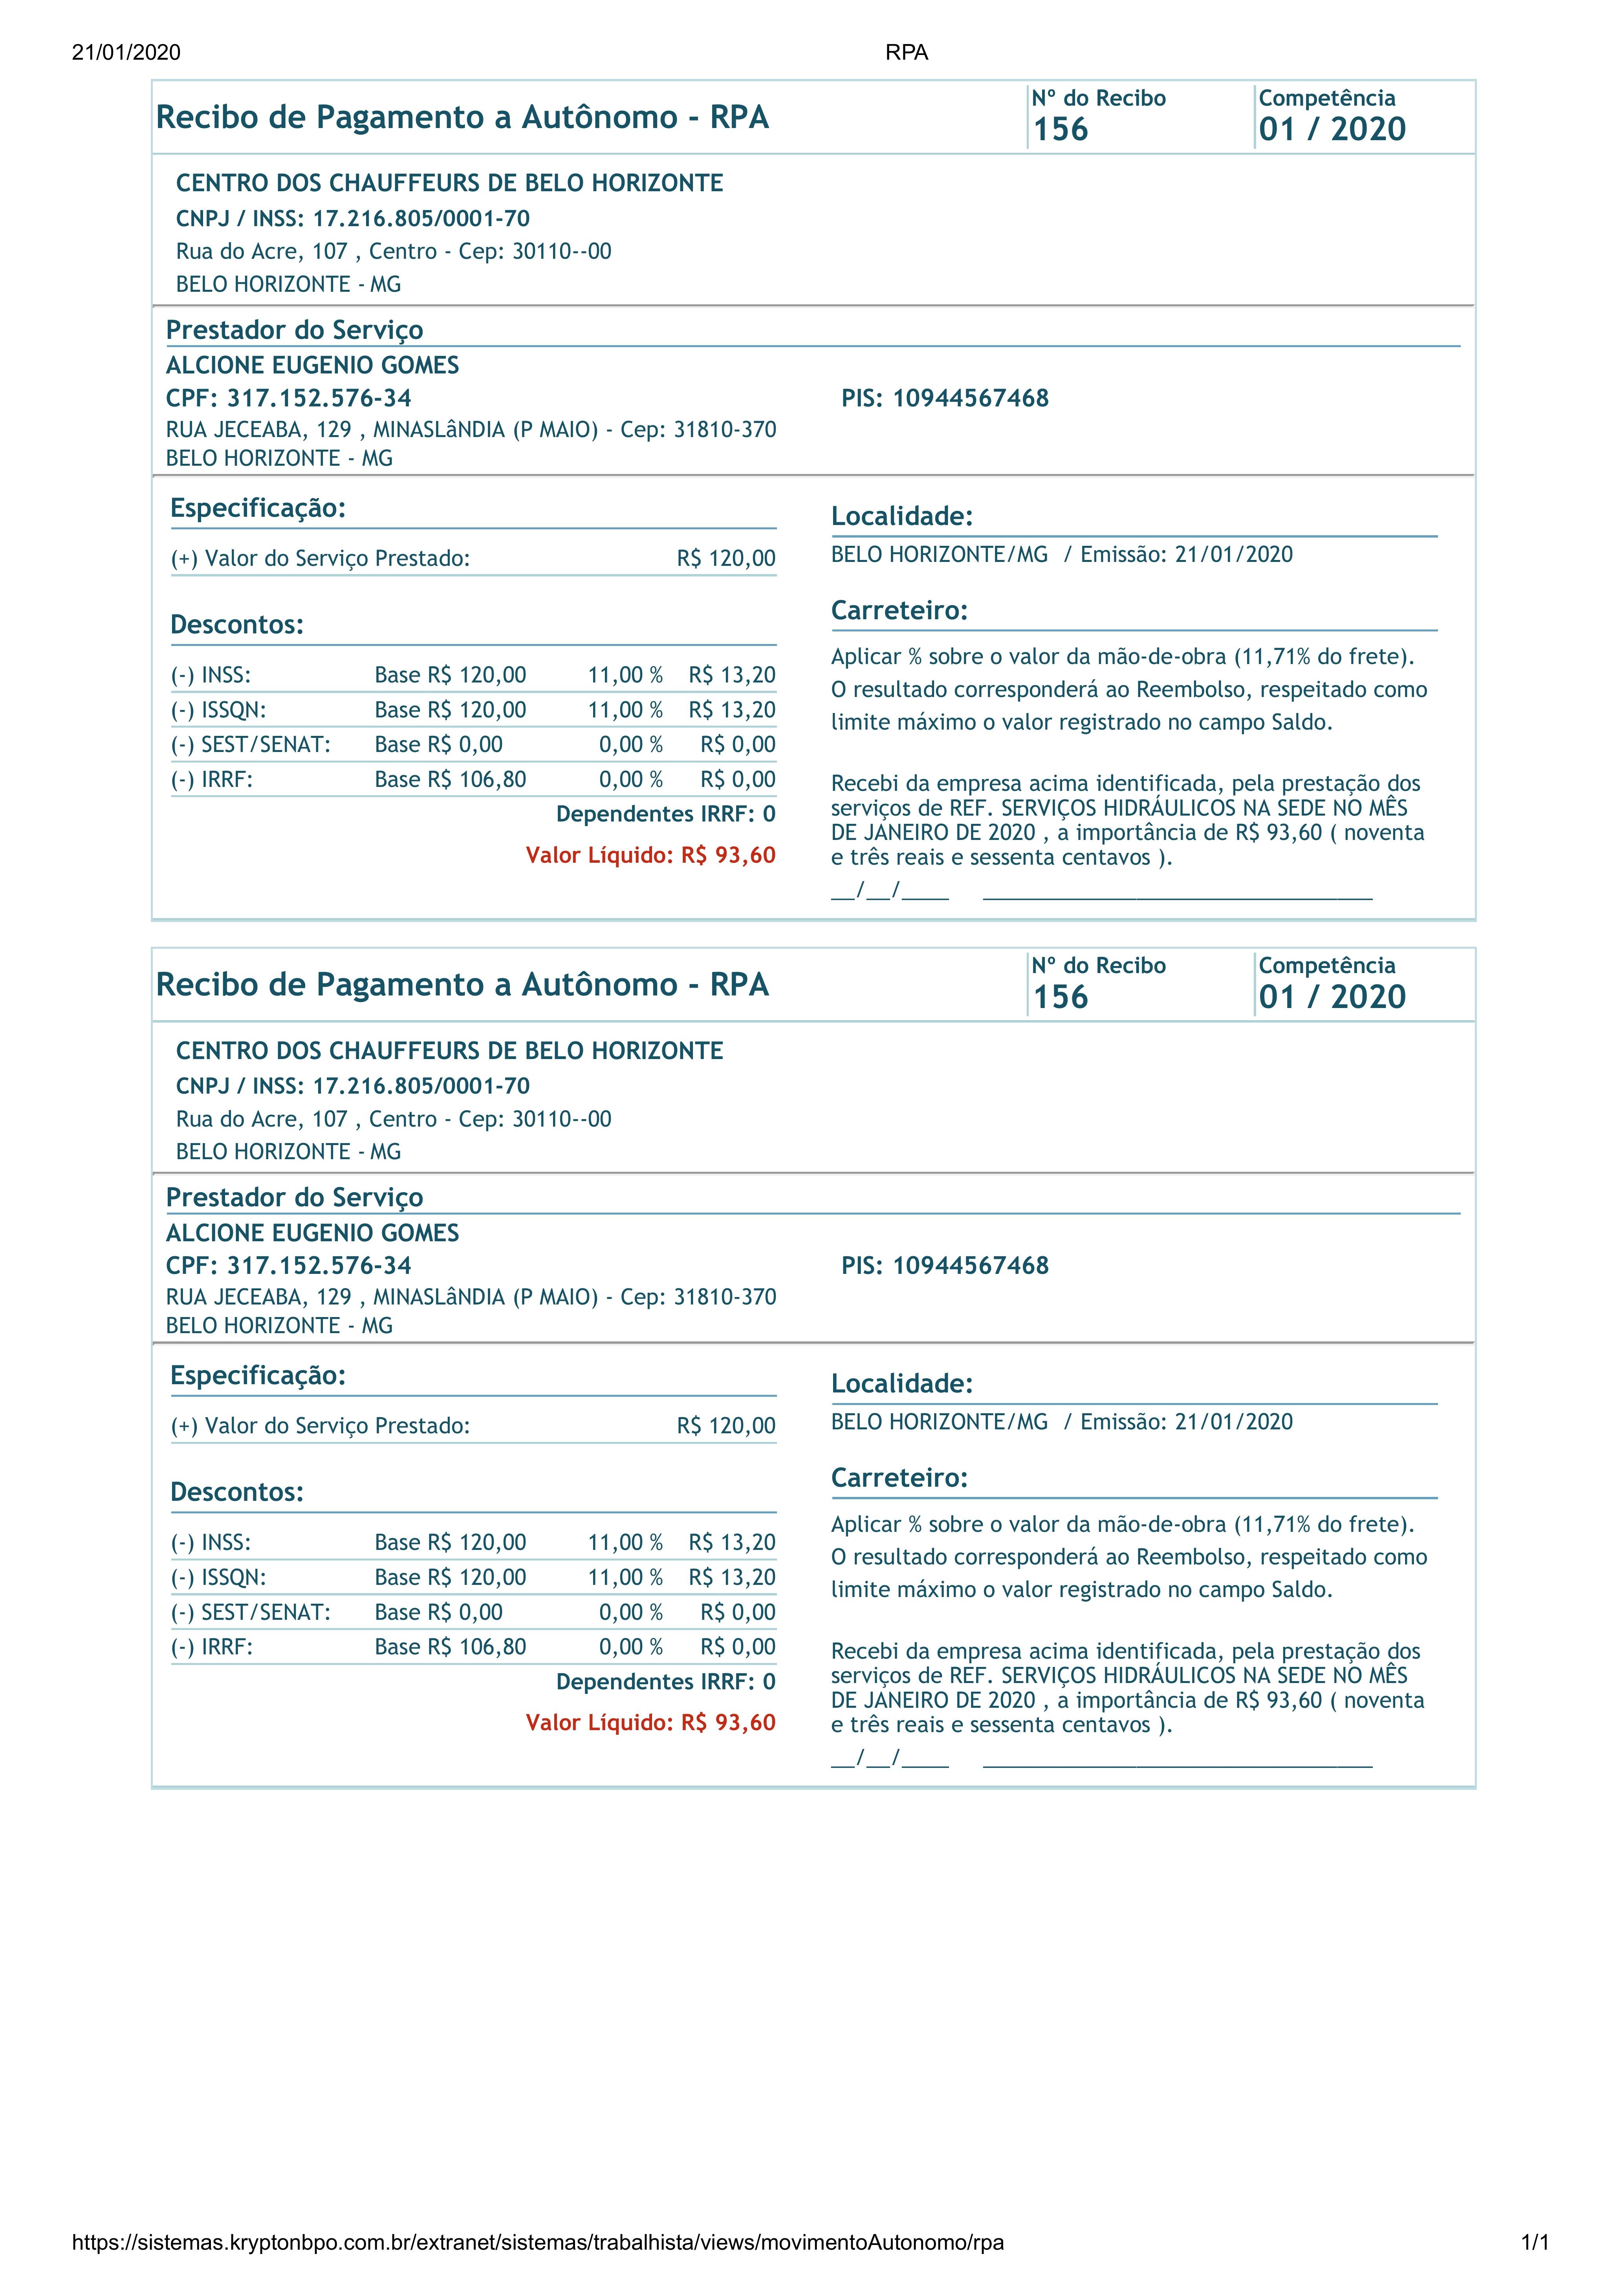 21/01/2020 RPA
Recibo de Pagamento a Autônomo - RPA
Nº do Recibo
156
Competência
01 / 2020
CENTRO DOS CHAUFFEURS DE BELO HORIZONTE
CNPJ / INSS: 17.216.805/0001-70
Rua do Acre, 107 , Centro - Cep: 30110--00
BELO HORIZONTE - MG
Prestador do Serviço
ALCIONE EUGENIO GOMES
CPF: 317.152.576-34 PIS: 10944567468
RUA JECEABA, 129 , MINASLâNDIA (P MAIO) - Cep: 31810-370
BELO HORIZONTE - MG
Especificação:
(+) Valor do Serviço Prestado: R$ 120,00
Descontos:
(-) INSS: Base R$ 120,00 11,00 % R$ 13,20
(-) ISSQN: Base R$ 120,00 11,00 % R$ 13,20
(-) SEST/SENAT: Base R$ 0,00 0,00 % R$ 0,00
(-) IRRF: Base R$ 106,80 0,00 % R$ 0,00
Dependentes IRRF: 0
Valor Líquido: R$ 93,60
Localidade:
BELO HORIZONTE/MG / Emissão: 21/01/2020
Carreteiro:
Aplicar % sobre o valor da mão-de-obra (11,71% do frete).
O resultado corresponderá ao Reembolso, respeitado como
limite máximo o valor registrado no campo Saldo.
Recebi da empresa acima identificada, pela prestação dos
serviços de REF. SERVIÇOS HIDRÁULICOS NA SEDE NO MÊS
DE JANEIRO DE 2020 , a importância de R$ 93,60 ( noventa
e três reais e sessenta centavos ).
__/__/____ _________________________________
Recibo de Pagamento a Autônomo - RPA
Nº do Recibo
156
Competência
01 / 2020
CENTRO DOS CHAUFFEURS DE BELO HORIZONTE
CNPJ / INSS: 17.216.805/0001-70
Rua do Acre, 107 , Centro - Cep: 30110--00
BELO HORIZONTE - MG
Prestador do Serviço
ALCIONE EUGENIO GOMES
CPF: 317.152.576-34 PIS: 10944567468
RUA JECEABA, 129 , MINASLâNDIA (P MAIO) - Cep: 31810-370
BELO HORIZONTE - MG
Especificação:
(+) Valor do Serviço Prestado: R$ 120,00
Descontos:
(-) INSS: Base R$ 120,00 11,00 % R$ 13,20
(-) ISSQN: Base R$ 120,00 11,00 % R$ 13,20
(-) SEST/SENAT: Base R$ 0,00 0,00 % R$ 0,00
(-) IRRF: Base R$ 106,80 0,00 % R$ 0,00
Dependentes IRRF: 0
Valor Líquido: R$ 93,60
Localidade:
BELO HORIZONTE/MG / Emissão: 21/01/2020
Carreteiro:
Aplicar % sobre o valor da mão-de-obra (11,71% do frete).
O resultado corresponderá ao Reembolso, respeitado como
limite máximo o valor registrado no campo Saldo.
Recebi da empresa acima identificada, pela prestação dos
serviços de REF. SERVIÇOS HIDRÁULICOS NA SEDE NO MÊS
DE JANEIRO DE 2020 , a importância de R$ 93,60 ( noventa
e três reais e sessenta centavos ).
__/__/____ _________________________________
https://sistemas.kryptonbpo.com.br/extranet/sistemas/trabalhista/views/movimentoAutonomo/rpa 1/1